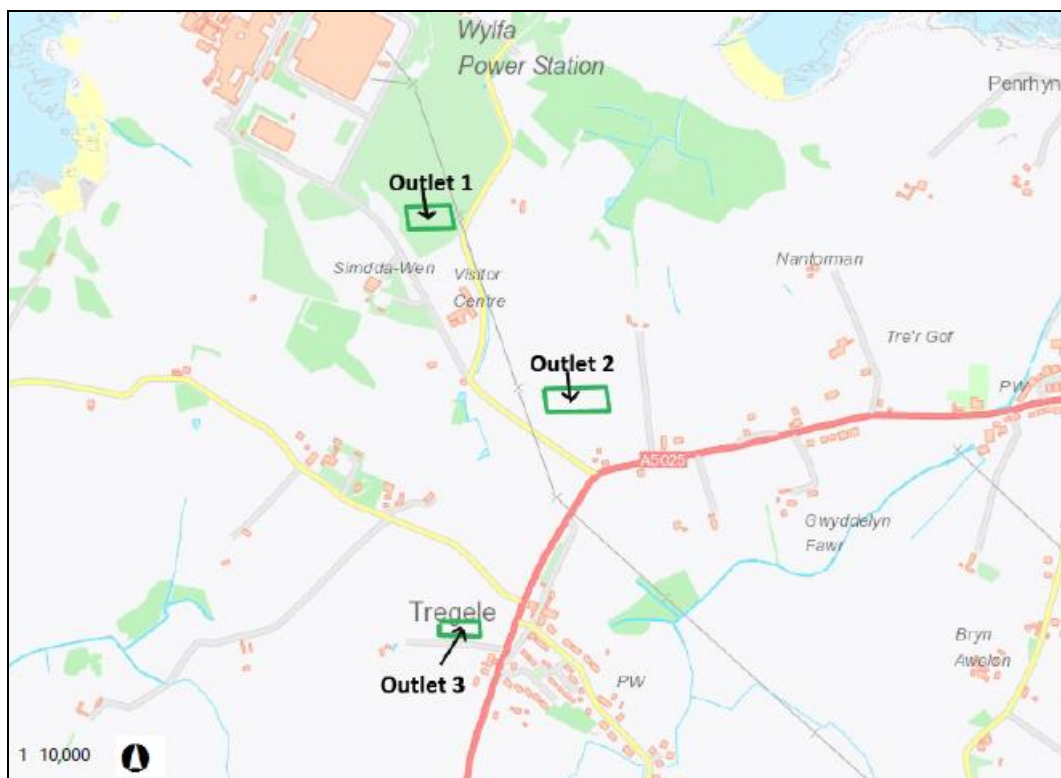 Wylfa
Power Station
Penrhyn
Outlet 1
Simdda-Wen
Visitor
Centre
Nantorman
Tre'r Gof
Outlet 2
PW
A5025
Gwyddelyn
Fawr
Tregele
Outlet 3
PW
Bryn
Awelon
1 10,000